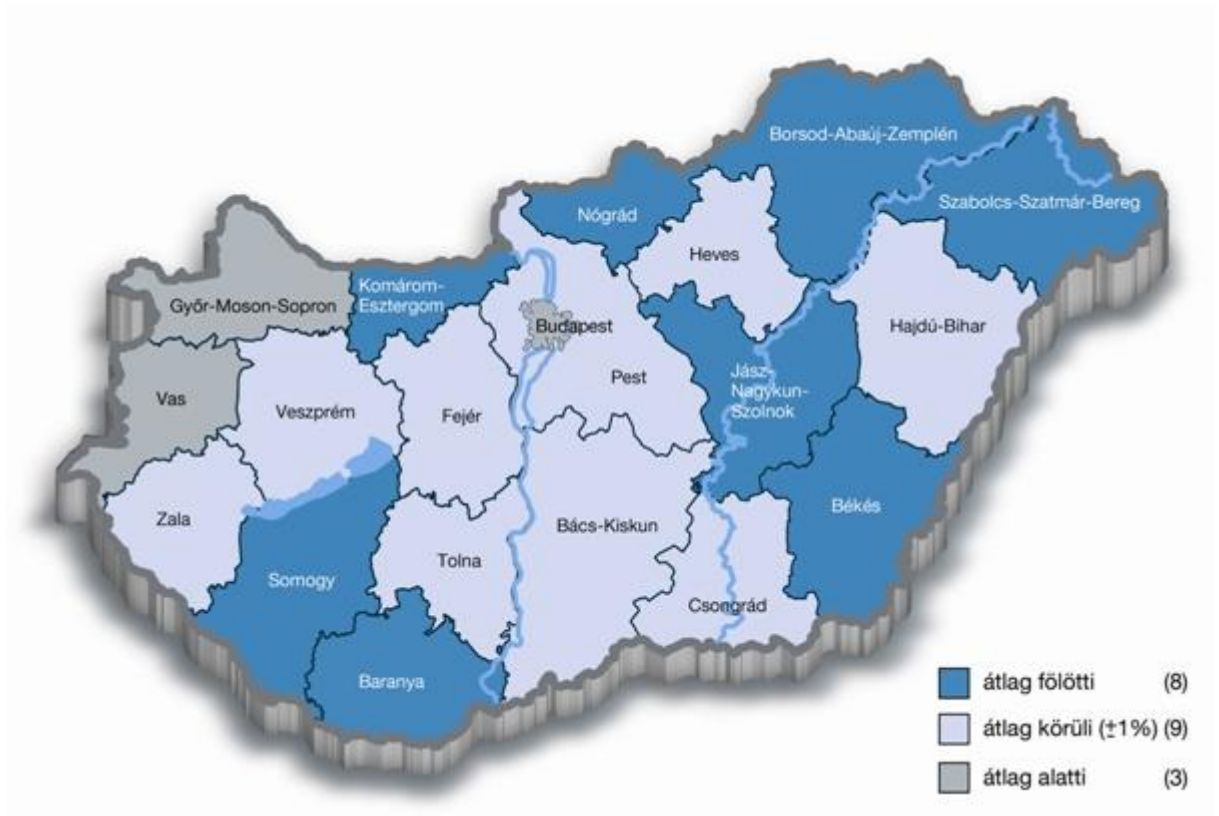 Borsod-Abaúj-Zemplén
Szabolcs-Szatmár-Bereg
Nógrád
Heves
Komárom-
Esztergom
Győr-Moson-Sopron
Budapest
Hajdú-Bihar
Pest
Jász-
Nagykun-
Szolnok
Vas
Veszprém
Fejér
Békés
Zala
Bács-Kiskun
Tolna
Somogy
Csongrád
Baranya
átlag fölötti (8)
átlag körüli (±1%) (9)
átlag alatti (3)